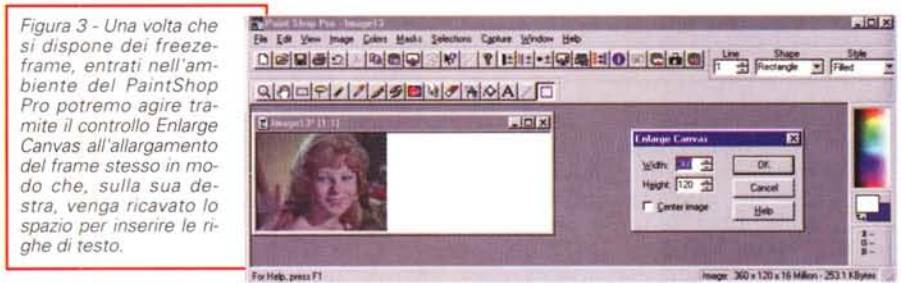 Figura 3 - Una volta che
si dispone dei freeze-
frame, entrati nell'am-
biente del PaintShop
Pro potremo agire tra-
mite il controllo Enlarge
Canvas all'allargamento
del frame stesso in mo-
do che, sulla sua de-
stra, venga ricavato lo
spazio per inserire le ri-
ghe di testo.
Paint Shop Pro - Image13
File Edit View Image Colors Masks Selections Capture Window Help
Line Shape Style
1 Rectangle Filled
Image13* [1:1]
Enlarge Canvas
Width: OK
Height: 120 Cancel
Center image Help
R --
G --
B --
For Help, press F1
Image: 360 x 120 x 16 Million - 253.1 KBytes